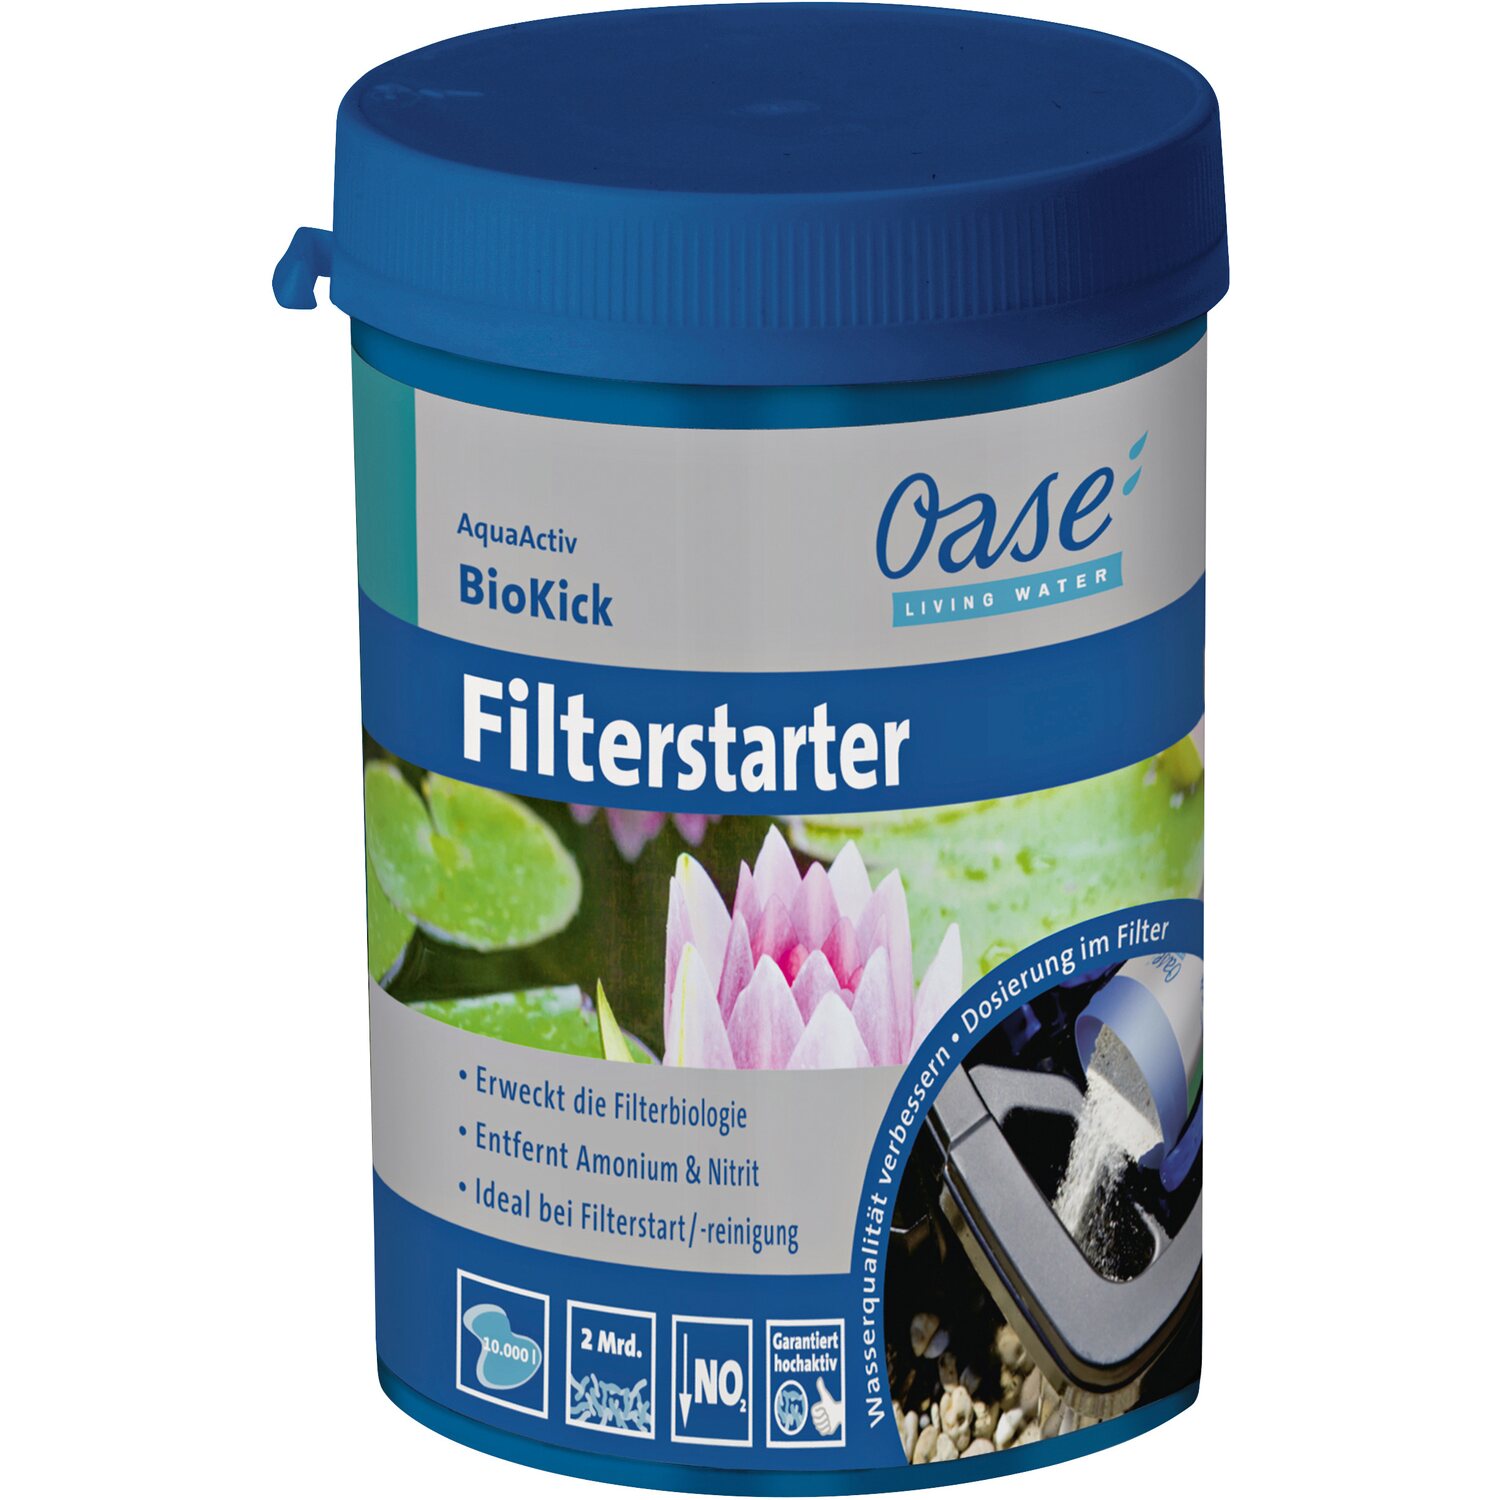 AquaActiv
BioKick
Oase
LIVING WATER
Filterstarter
Wasserqualität verbessern • Dosierung im Filter
Oase
• Erweckt die Filterbiologie
• Entfernt Amonium & Nitrit
• Ideal bei Filterstart/-reinigung
10.000 l
2 Mrd.
NO2
Garantiert
hochaktiv